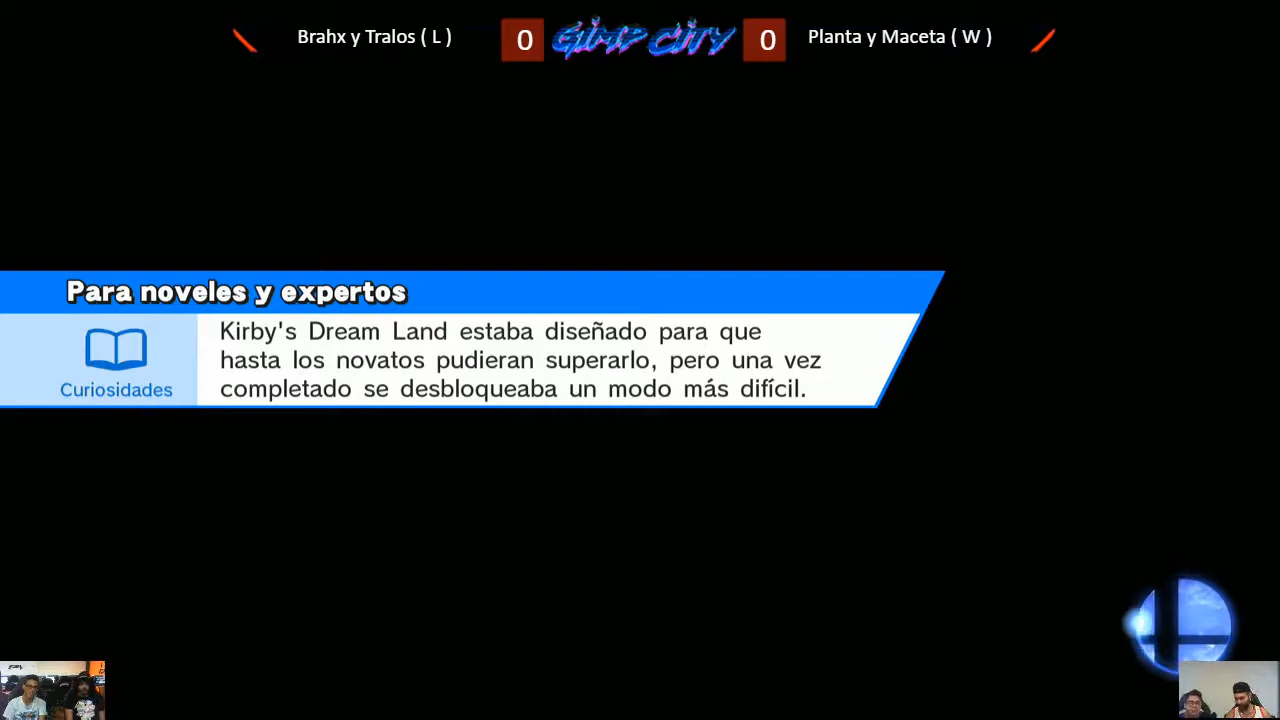 Brahx y Tralos ( L )
0
GIMP CITY
0
Planta y Maceta ( W )
Para noveles y expertos
Kirby's Dream Land estaba diseñado para que
hasta los novatos pudieran superarlo, pero una vez
completado se desbloqueaba un modo más difícil.
Curiosidades